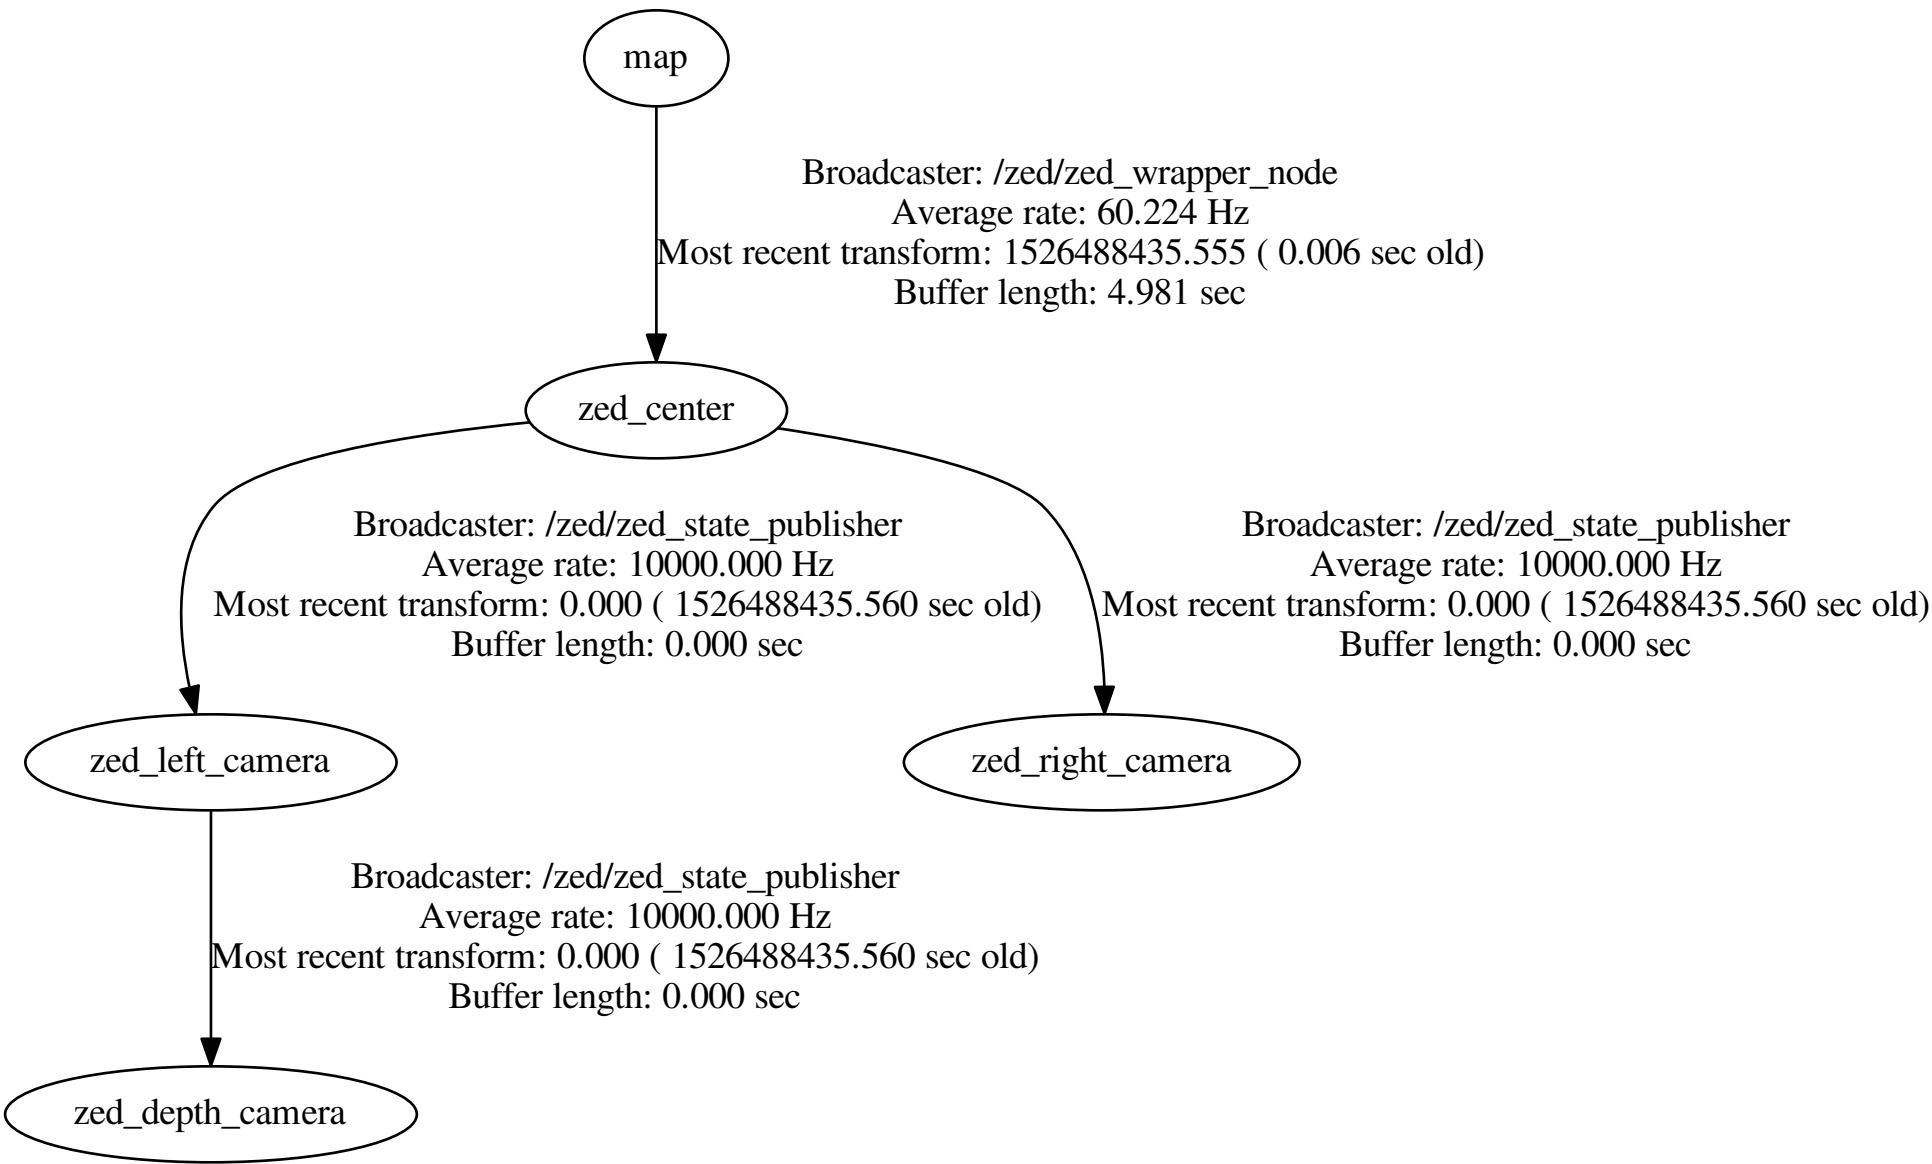 map
Broadcaster: /zed/zed_wrapper_node
Average rate: 60.224 Hz
Most recent transform: 1526488435.555 ( 0.006 sec old)
Buffer length: 4.981 sec
zed_center
Broadcaster: /zed/zed_state_publisher
Average rate: 10000.000 Hz
Most recent transform: 0.000 ( 1526488435.560 sec old)
Buffer length: 0.000 sec
Broadcaster: /zed/zed_state_publisher
Average rate: 10000.000 Hz
Most recent transform: 0.000 ( 1526488435.560 sec old)
Buffer length: 0.000 sec
zed_left_camera
zed_right_camera
Broadcaster: /zed/zed_state_publisher
Average rate: 10000.000 Hz
Most recent transform: 0.000 ( 1526488435.560 sec old)
Buffer length: 0.000 sec
zed_depth_camera